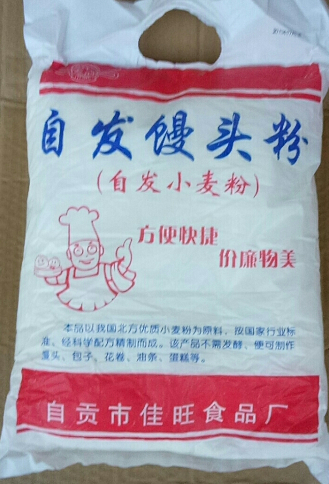 自发馒头粉
（自发小麦粉）
方便快捷
价廉物美
本品以我国北方优质小麦粉为原料，按国家行业标
准、经科学配方精制而成。该产品不需发酵、便可制作
馒头、包子、花卷、油条、蛋糕等。
自贡市佳旺食品厂